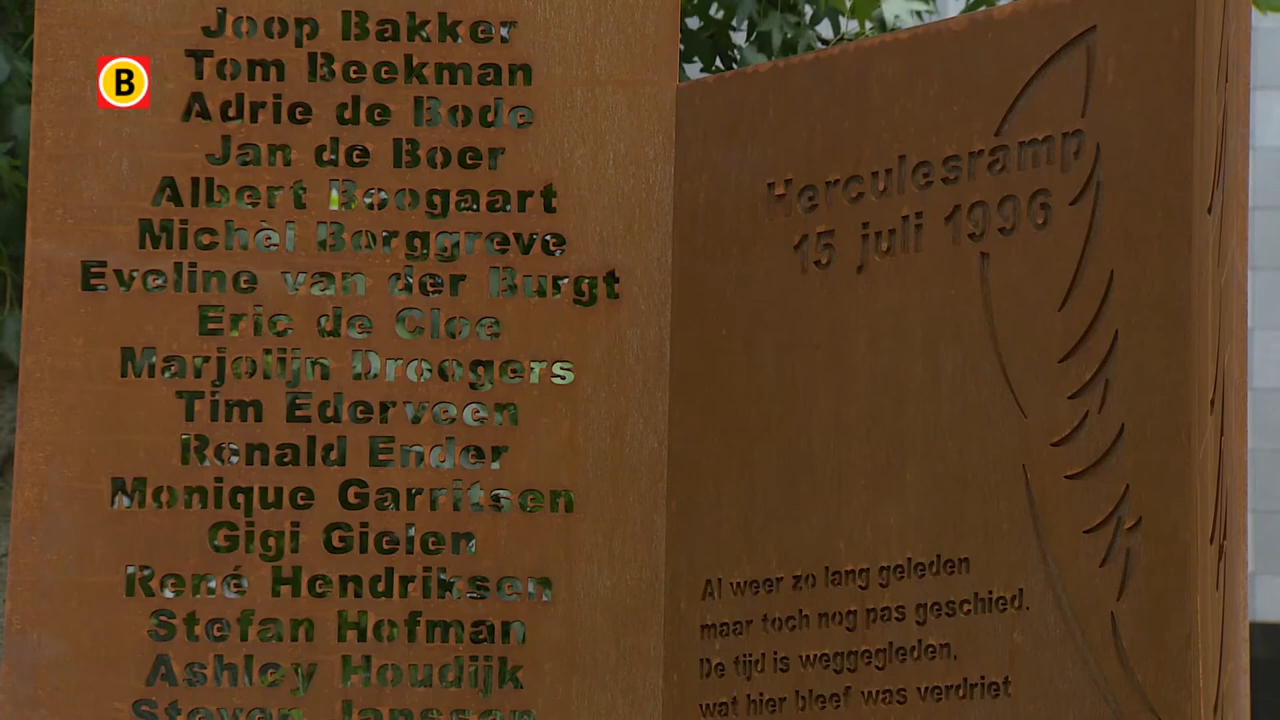 B
Joop Bakker
Tom Beekman
Adrie de Bode
Jan de Boer
Albert Boogaart
Michèl Borggreve
Eveline van der Burgt
Eric de Cloe
Marjolijn Droogers
Tim Ederveen
Ronald Ender
Monique Garritsen
Gigi Gielen
René Hendriksen
Stefan Hofman
Ashley Houdijk
Steven Janssen
Herculesramp
15 juli 1996
Al weer zo lang geleden
maar toch nog pas geschied.
De tijd is weggegleden,
wat hier bleef was verdriet